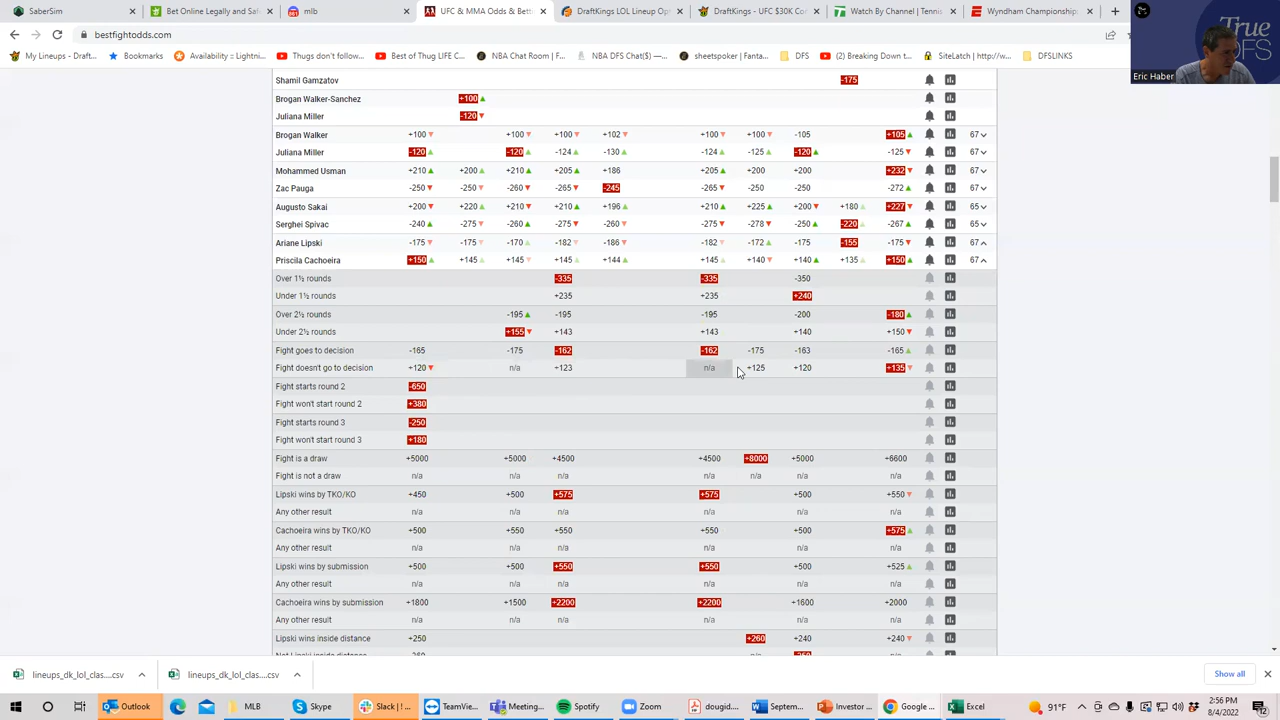 SaberSim
Bet Online Legally and Saf
mlb
UFC & MMA Odds & Bett
DraftKings LOL Lineup Op
Draftkings - UFC $30K Co
Watch By Channel | Tennis
Wyndham Championship
bestfightodds.com
My Lineups - Draft...
Bookmarks
Availability :: Lightni...
Thugs don't follow...
Best of Thug LIFE C...
NBA Chat Room | F...
NBA DFS Chat($) —...
sheetspoker | Fanta...
DFS
(2) Breaking Down t...
SiteLatch | http://w...
DFSLINKS
True DFS
Eric Haber
Shamil Gamzatov -175
Brogan Walker-Sanchez +100
Juliana Miller -120
Brogan Walker +100 +100 +100 +102 +100 +100 -105 +105 67
Juliana Miller -120 -120 -124 -130 -124 -125 -120 -125 67
Mohammed Usman +210 +200 +210 +205 +186 +205 +200 +200 +232 67
Zac Pauga -250 -250 -260 -265 -245 -265 -250 -250 -272 67
Augusto Sakai +200 +220 +210 +210 +196 +210 +225 +200 +180 +227 65
Serghei Spivac -240 -275 -260 -275 -260 -275 -278 -250 -220 -267 65
Ariane Lipski -175 -175 -170 -182 -186 -182 -172 -175 -155 -175 67
Priscila Cachoeira +150 +145 +145 +145 +144 +145 +140 +140 +135 +150 67
Over 1½ rounds -335 -335 -350
Under 1½ rounds +235 +235 +240
Over 2½ rounds -195 -195 -195 -200 -180
Under 2½ rounds +155 +143 +143 +140 +150
Fight goes to decision -165 -175 -162 -162 -175 -163 -165
Fight doesn't go to decision +120 n/a +123 n/a +125 +120 +135
Fight starts round 2 -650
Fight won't start round 2 +380
Fight starts round 3 -250
Fight won't start round 3 +180
Fight is a draw +5000 +5000 +4500 +4500 +8000 +5000 +6600
Fight is not a draw n/a n/a n/a n/a n/a n/a n/a
Lipski wins by TKO/KO +450 +500 +575 +575 +500 +550
Any other result n/a n/a n/a n/a n/a n/a
Cachoeira wins by TKO/KO +500 +550 +550 +550 +500 +575
Any other result n/a n/a n/a n/a n/a n/a
Lipski wins by submission +500 +500 +550 +550 +500 +525
Any other result n/a n/a n/a n/a n/a n/a
Cachoeira wins by submission +1800 +1500 +2200 +2200 +1600 +2000
Any other result n/a n/a n/a n/a n/a n/a
Lipski wins inside distance +250 +260 +240 +240
lineups_dk_lol_clas....csv
lineups_dk_lol_clas....csv
Show all
Outlook
MLB
Skype
Slack |...
TeamVie...
Meeting...
Spotify
Zoom
dougid...
Septem...
Investor ...
Google ...
Excel
91°F
2:56 PM
8/4/2022